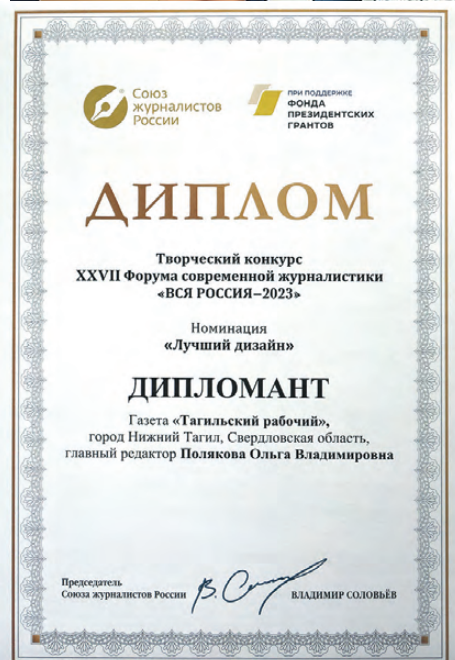 Союз
журналистов
России
ПРИ ПОДДЕРЖКЕ
ФОНДА
ПРЕЗИДЕНТСКИХ
ГРАНТОВ
ДИПЛОМ
Творческий конкурс
XXVII Форума современной журналистики
«ВСЯ РОССИЯ–2023»
Номинация
«Лучший дизайн»
ДИПЛОМАНТ
Газета «Тагильский рабочий»,
город Нижний Тагил, Свердловская область,
главный редактор Полякова Ольга Владимировна
Председатель
Союза журналистов России
ВЛАДИМИР СОЛОВЬЁВ